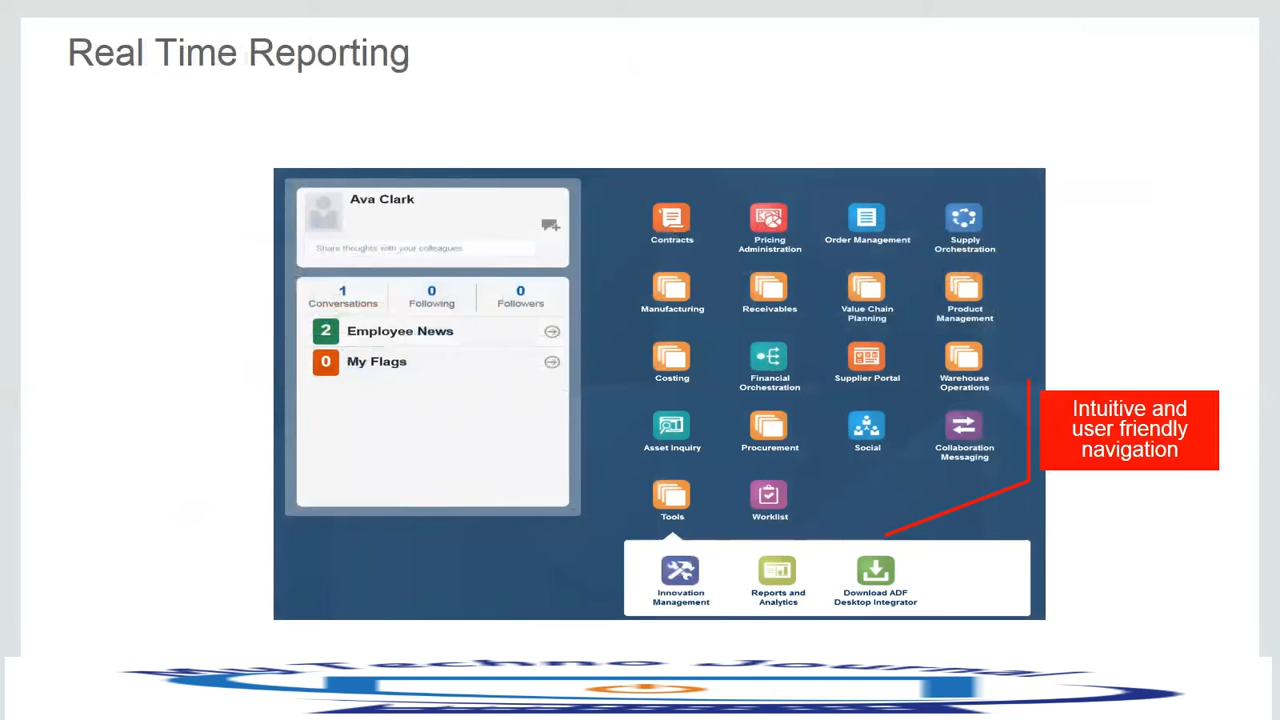 Real Time Reporting
Ava Clark
Share thoughts with your colleagues
1
0
0
Conversations
Following
Followers
2 Employee News
0 My Flags
Contracts
Pricing
Administration
Order Management
Supply
Orchestration
Manufacturing
Receivables
Value Chain
Planning
Product
Management
Costing
Financial
Orchestration
Supplier Portal
Warehouse
Operations
Asset Inquiry
Procurement
Social
Collaboration
Messaging
Tools
Worklist
Innovation
Management
Reports and
Analytics
Download ADF
Desktop Integrator
Intuitive and
user friendly
navigation
Techno Journal